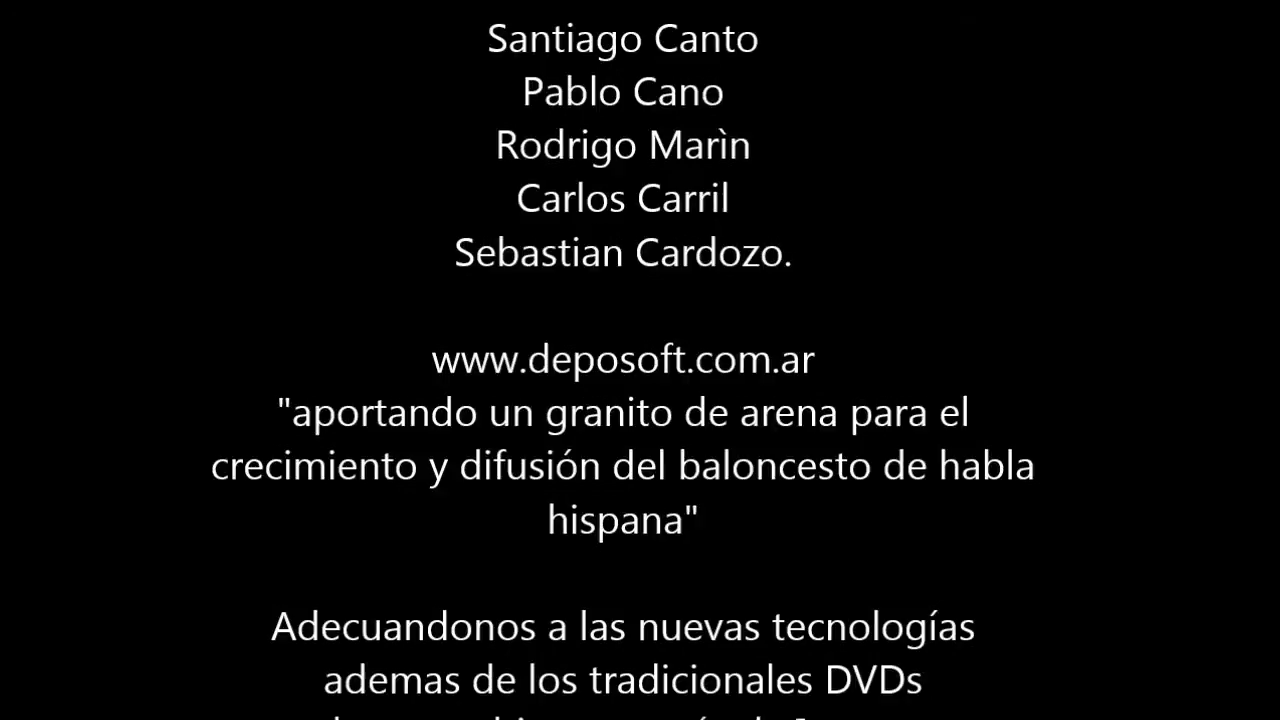 Santiago Canto
Pablo Cano
Rodrigo Marìn
Carlos Carril
Sebastian Cardozo.
www.deposoft.com.ar
"aportando un granito de arena para el
crecimiento y difusión del baloncesto de habla
hispana"
Adecuandonos a las nuevas tecnologías
ademas de los tradicionales DVDs